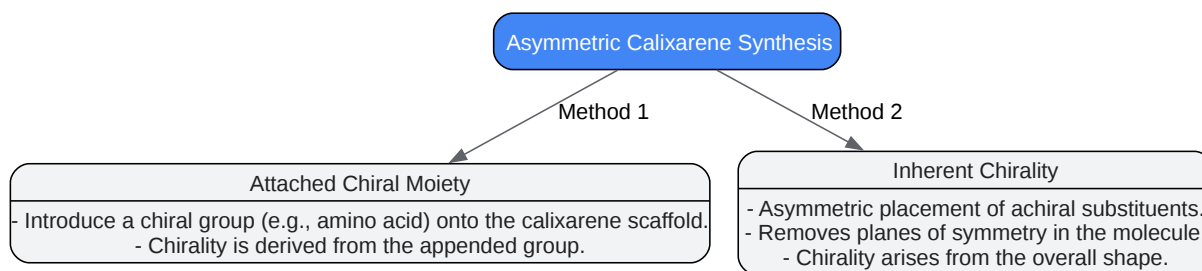 Asymmetric Calixarene Synthesis
Method 1
Method 2
Attached Chiral Moiety
- Introduce a chiral group (e.g., amino acid) onto the calixarene scaffold.
- Chirality is derived from the appended group.
Inherent Chirality
- Asymmetric placement of achiral substituents.
- Removes planes of symmetry in the molecule
- Chirality arises from the overall shape.